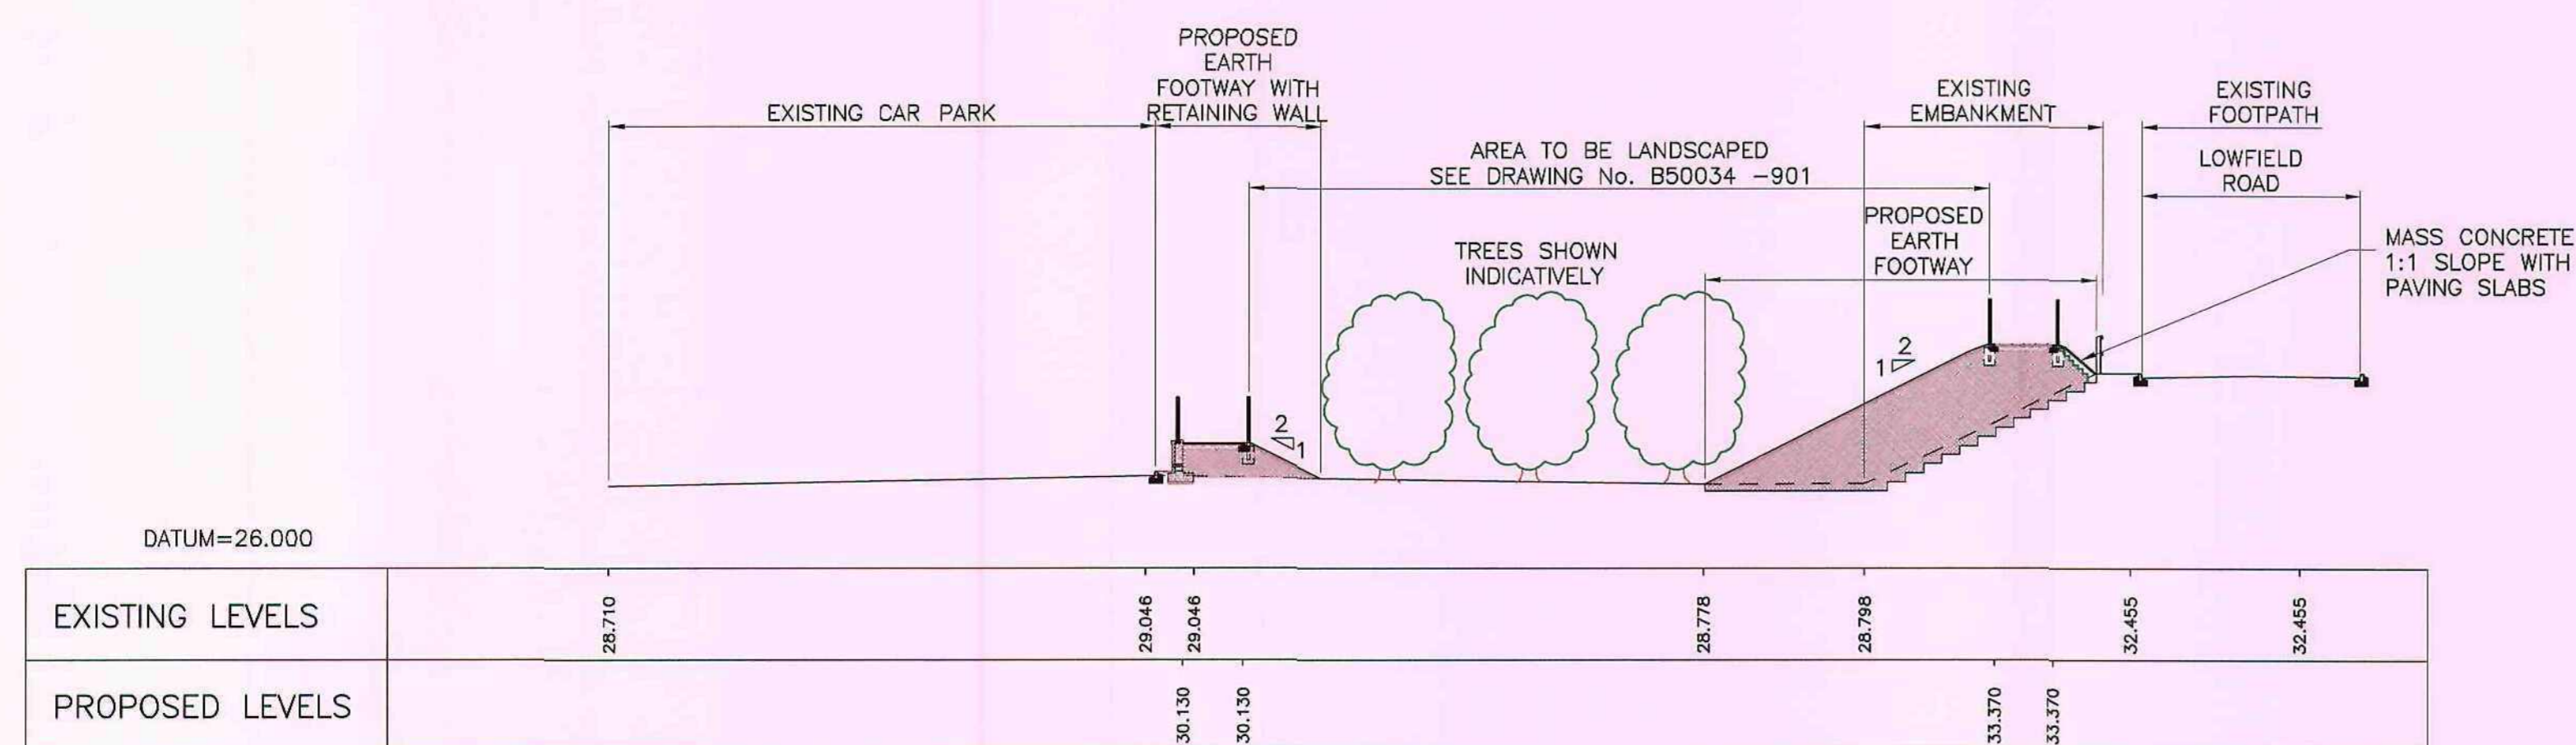 PROPOSED
EARTH
FOOTWAY WITH
RETAINING WALL
EXISTING CAR PARK
EXISTING
EMBANKMENT
EXISTING
FOOTPATH
AREA TO BE LANDSCAPED
SEE DRAWING No. B50034 -901
LOWFIELD
ROAD
PROPOSED
EARTH
FOOTWAY
TREES SHOWN
INDICATIVELY
MASS CONCRETE
1:1 SLOPE WITH
PAVING SLABS
2
1
2
1
DATUM=26.000
EXISTING LEVELS
28.710
29.046
29.046
28.778
28.798
32.455
32.455
PROPOSED LEVELS
30.130
30.130
33.370
33.370